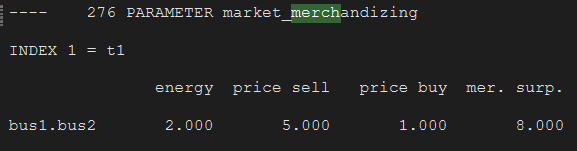 ----    276 PARAMETER market_merchandizing
INDEX 1 = t1
energy  price sell   price buy  mer. surp.
bus1.bus2       2.000       5.000       1.000       8.000